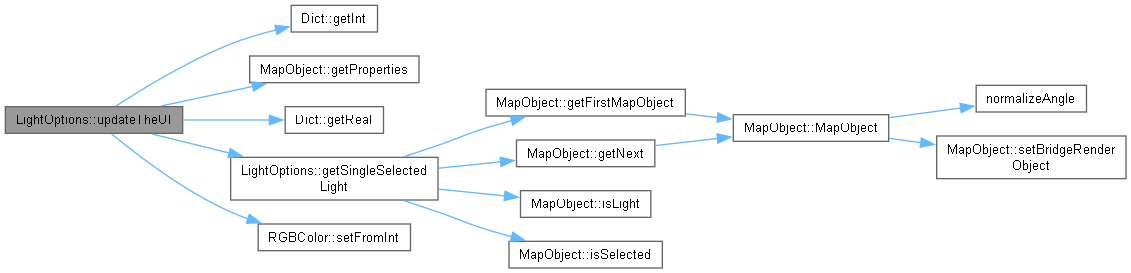 LightOptions::updateTheUI
Dict::getInt
MapObject::getProperties
Dict::getReal
LightOptions::getSingleSelected
Light
RGBColor::setFromInt
MapObject::getFirstMapObject
MapObject::getNext
MapObject::isLight
MapObject::isSelected
MapObject::MapObject
normalizeAngle
MapObject::setBridgeRender
Object